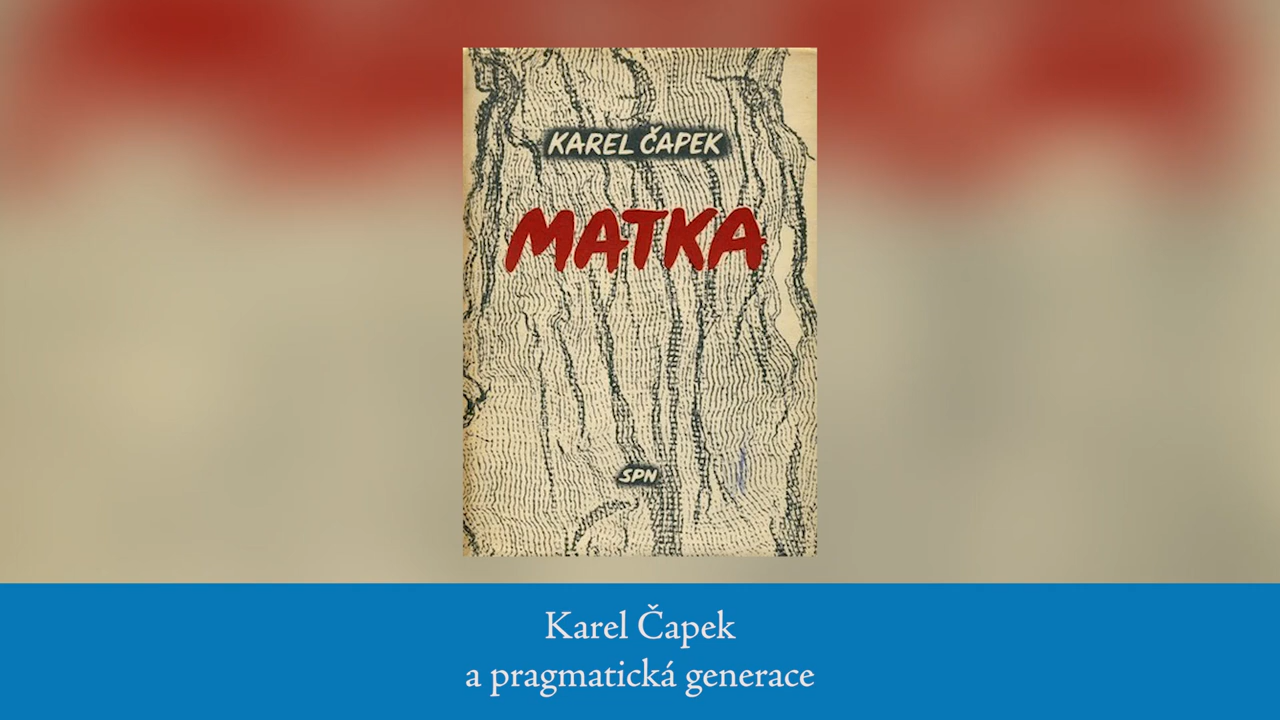 KAREL ČAPEK
MATKA
SPN
Karel Čapek
a pragmatická generace